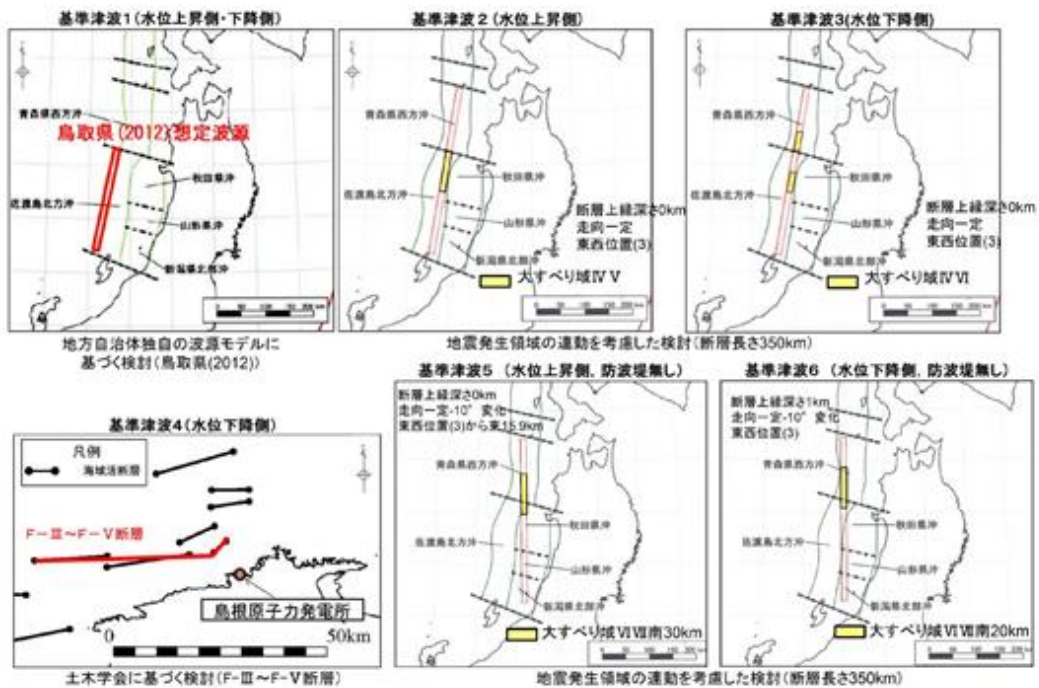 基準津波1(水位上昇側・下降側)
青森県西方沖
鳥取県(2012)想定波源
秋田県沖
佐渡島北方沖
山形県沖
新潟県北部沖
地方自治体独自の波源モデルに
基づく検討(鳥取県(2012))
基準津波2(水位上昇側)
青森県西方沖
秋田県沖
佐渡島北方沖
山形県沖
新潟県北部沖
断層上縁深さ0km
走向一定
東西位置(3)
大すべり域Ⅳ Ⅴ
基準津波3(水位下降側)
青森県西方沖
秋田県沖
佐渡島北方沖
山形県沖
新潟県北部沖
断層上縁深さ0km
走向一定
東西位置(3)
大すべり域Ⅳ Ⅵ
地震発生領域の連動を考慮した検討(断層長さ350km)
基準津波4(水位下降側)
凡例
海域活断層
F-Ⅲ～F-Ⅴ断層
島根原子力発電所
0 50km
土木学会に基づく検討(F-Ⅲ～F-Ⅴ断層)
基準津波5 (水位上昇側, 防波堤無し)
断層上縁深さ0km
走向一定-10°変化
東西位置(3)から東15.9km
青森県西方沖
秋田県沖
佐渡島北方沖
山形県沖
新潟県北部沖
大すべり域Ⅵ Ⅶ南30km
基準津波6 (水位下降側, 防波堤無し)
断層上縁深さ1km
走向一定-10°変化
東西位置(3)
青森県西方沖
秋田県沖
佐渡島北方沖
山形県沖
新潟県北部沖
大すべり域Ⅵ Ⅶ南20km
地震発生領域の連動を考慮した検討(断層長さ350km)